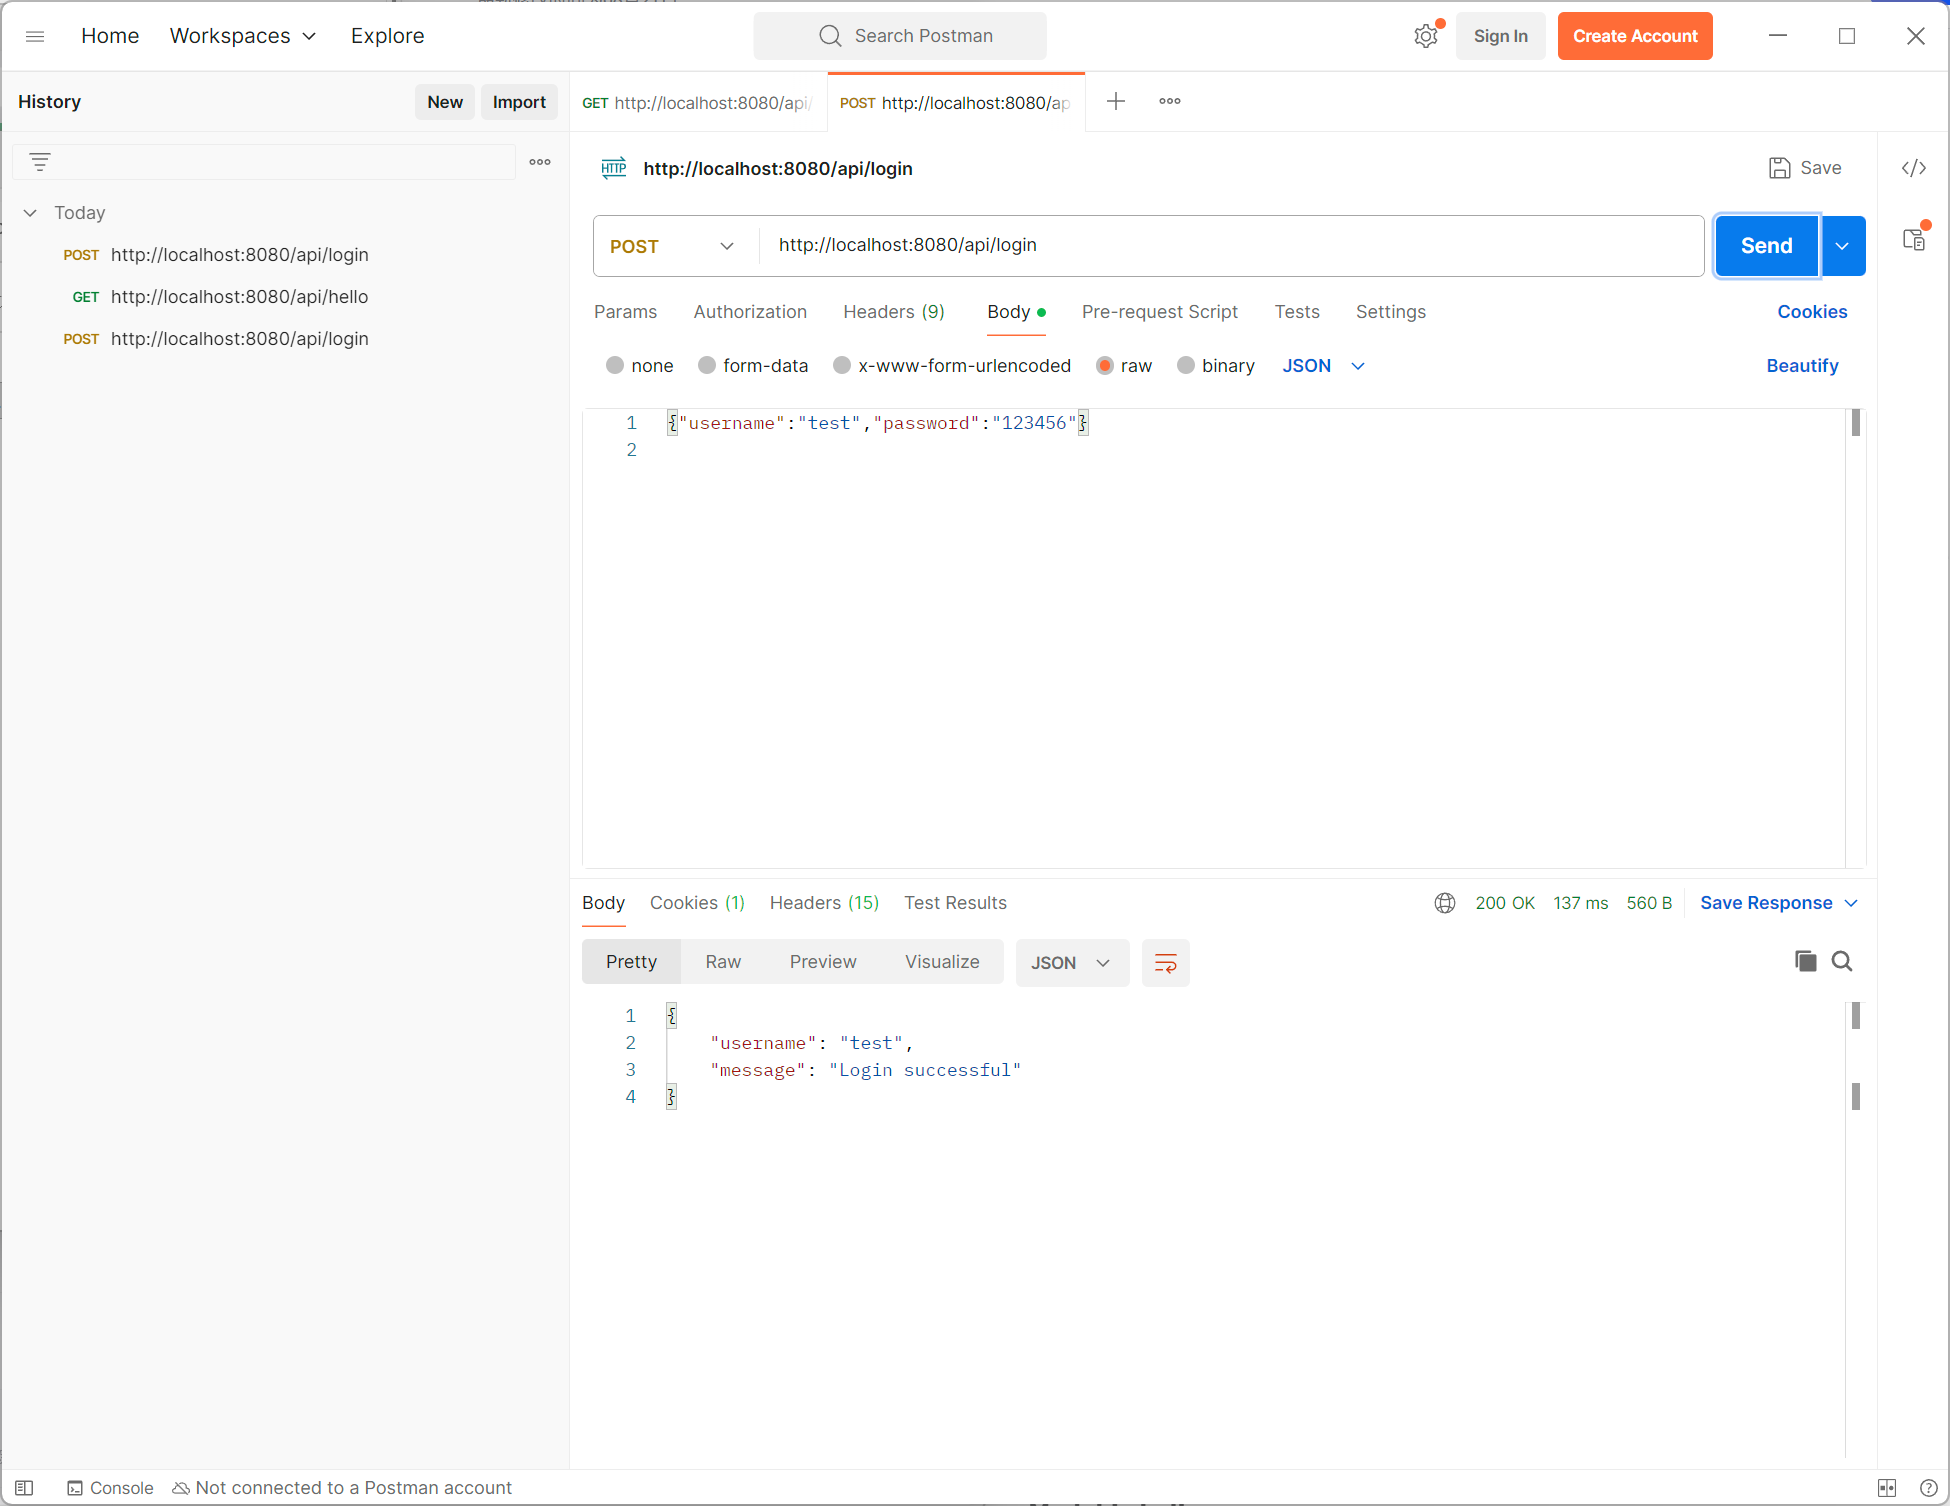 Home Workspaces Explore Search Postman Sign In Create Account
History New Import
GET http://localhost:8080/api/ POST http://localhost:8080/ap
HTTP http://localhost:8080/api/login Save
Today
POST http://localhost:8080/api/login
GET http://localhost:8080/api/hello
POST http://localhost:8080/api/login
POST http://localhost:8080/api/login Send
Params Authorization Headers (9) Body Pre-request Script Tests Settings Cookies
none form-data x-www-form-urlencoded raw binary JSON Beautify
1 {"username":"test","password":"123456"}
2
Body Cookies (1) Headers (15) Test Results 200 OK 137 ms 560 B Save Response
Pretty Raw Preview Visualize JSON
1 {
2 "username": "test",
3 "message": "Login successful"
4 }
Console Not connected to a Postman account